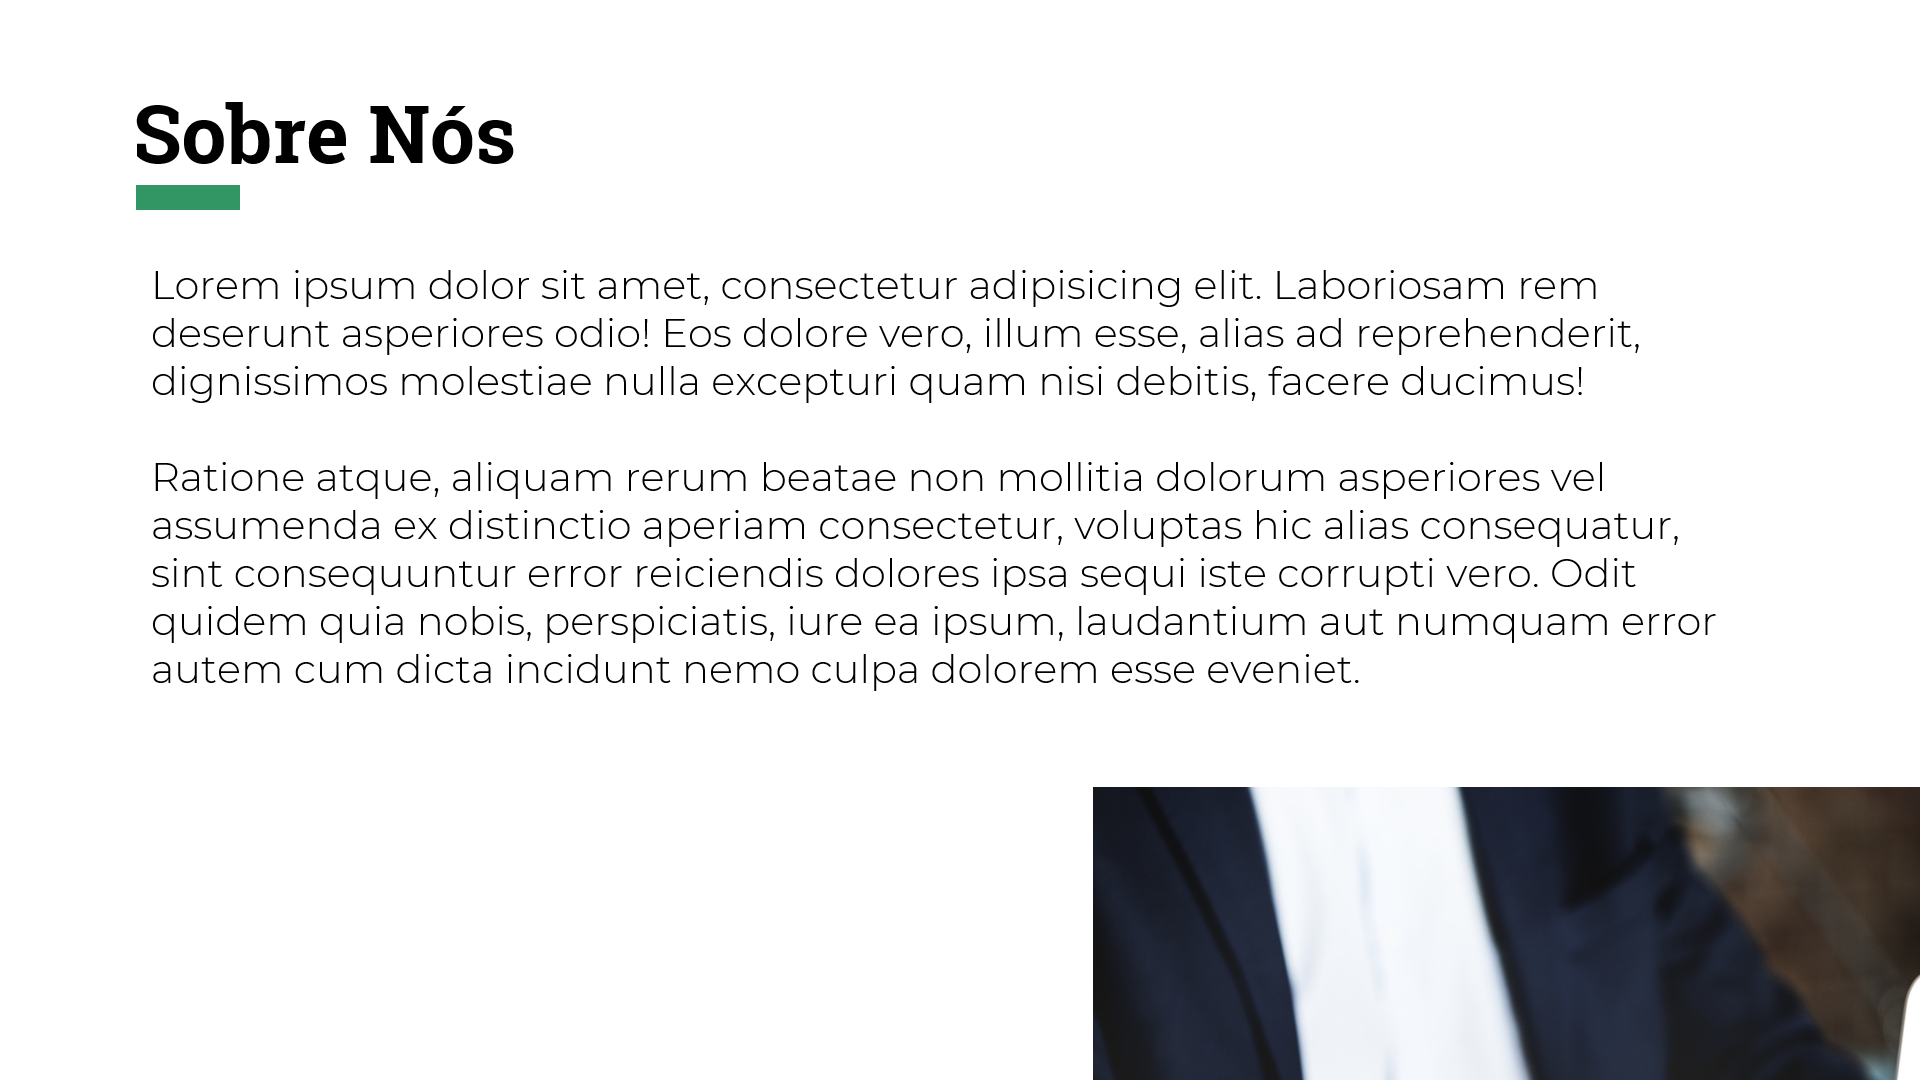 Sobre Nós
Lorem ipsum dolor sit amet, consectetur adipisicing elit. Laboriosam rem
deserunt asperiores odio! Eos dolore vero, illum esse, alias ad reprehenderit,
dignissimos molestiae nulla excepturi quam nisi debitis, facere ducimus!
Ratione atque, aliquam rerum beatae non mollitia dolorum asperiores vel
assumenda ex distinctio aperiam consectetur, voluptas hic alias consequatur,
sint consequuntur error reiciendis dolores ipsa sequi iste corrupti vero. Odit
quidem quia nobis, perspiciatis, iure ea ipsum, laudantium aut numquam error
autem cum dicta incidunt nemo culpa dolorem esse eveniet.